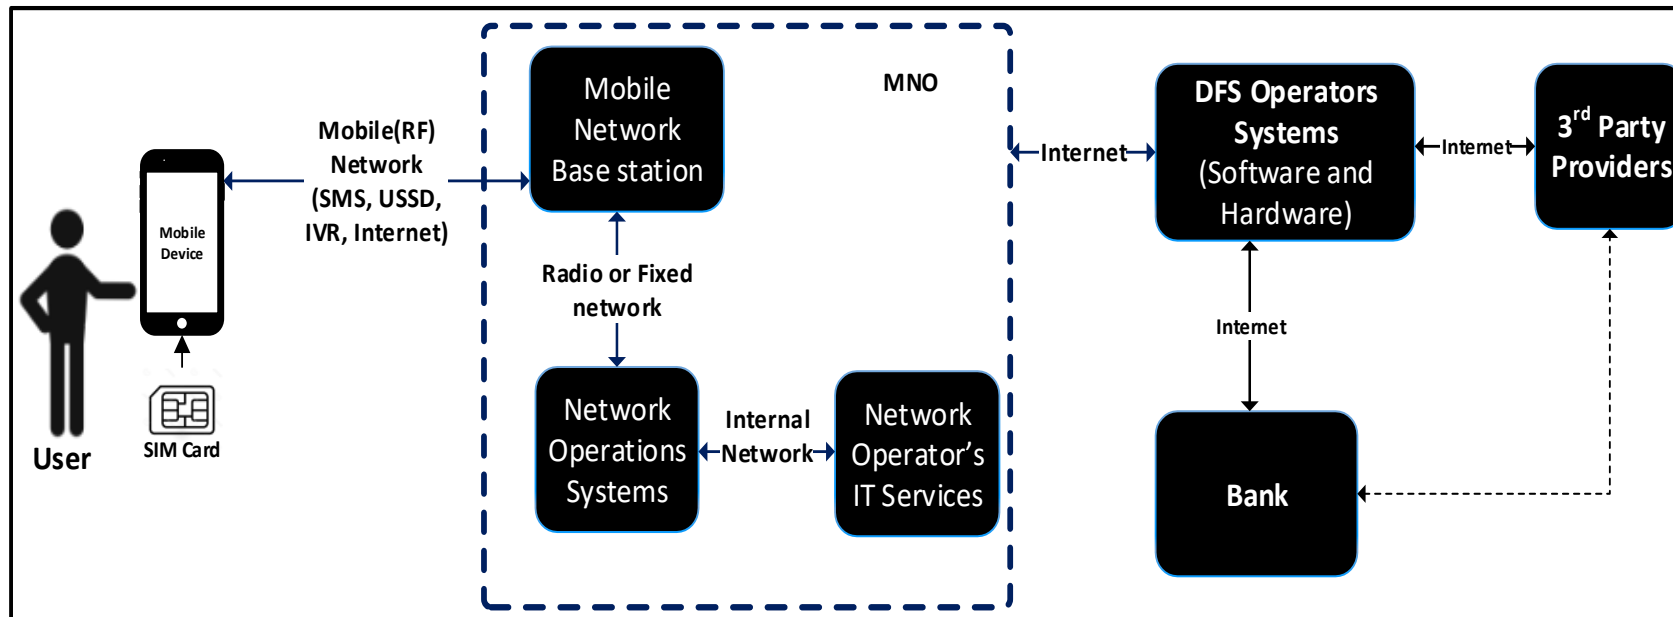 User
Mobile
Device
SIM Card
Mobile(RF)
Network
(SMS, USSD,
IVR, Internet)
MNO
Mobile
Network
Base station
Radio or Fixed
network
Network
Operations
Systems
Internal
Network
Network
Operator’s
IT Services
Internet
DFS Operators
Systems
(Software and
Hardware)
Internet
3rd Party
Providers
Internet
Bank